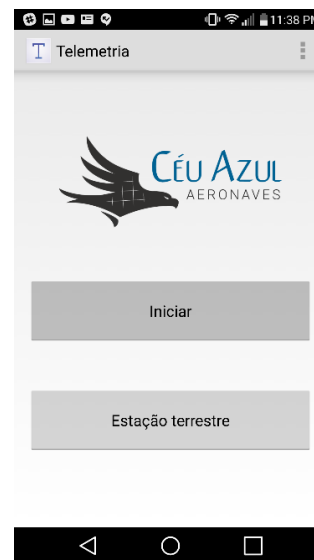 11:38 PM
T Telemetria
CÉU AZUL
AERONAVES
Iniciar
Estação terrestre